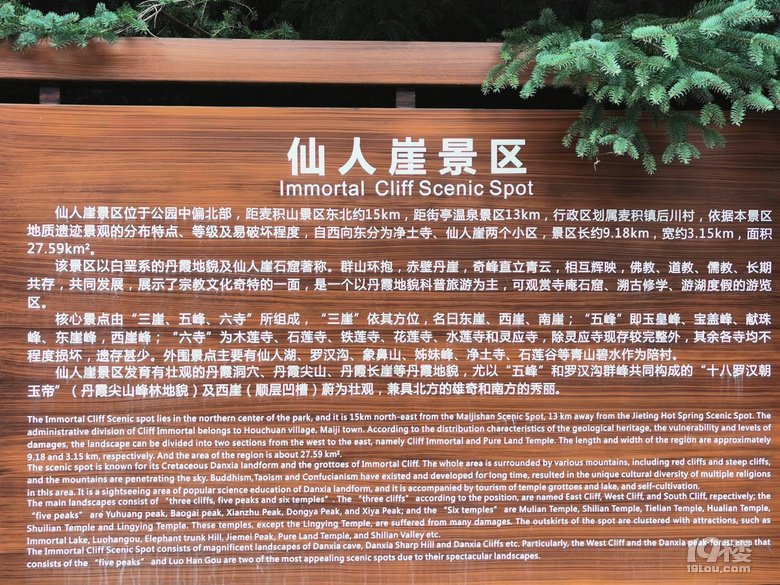 仙人崖景区
Immortal Cliff Scenic Spot
仙人崖景区位于公园中偏北部，距麦积山景区东北约15km，距街亭温泉景区13km，行政区划属麦积镇后川村，依据本景区
地质遗迹景观的分布特点、等级及易破坏程度，自西向东分为净土寺、仙人崖两个小区，景区长约9.18km，宽约3.15km，面积
27.59km²。
该景区以白垩系的丹霞地貌及仙人崖石窟著称。群山环抱，赤壁丹崖，奇峰直立青云，相互辉映，佛教、道教、儒教、长期
共存，共同发展，展示了宗教文化奇特的一面，是一个以丹霞地貌科普旅游为主，可观赏寺庵石窟、溯古修学、游湖度假的游览
区。
核心景点由“三崖、五峰、六寺”所组成，“三崖”依其方位，名曰东崖、西崖、南崖；“五峰”即玉皇峰、宝盖峰、献珠
峰、东崖峰，西崖峰；“六寺”为木莲寺、石莲寺、铁莲寺、花莲寺、水莲寺和灵应寺，除灵应寺现存较完整外，其余各寺均不
程度损坏，遗存甚少。外围景点主要有仙人湖、罗汉沟、象鼻山、姊妹峰、净土寺、石莲谷等青山碧水作为陪衬。
仙人崖景区发育有壮观的丹霞洞穴、丹霞尖山、丹霞长崖等丹霞地貌，尤以“五峰”和罗汉沟群峰共同构成的“十八罗汉朝
玉帝”（丹霞尖山峰林地貌）及西崖（顺层凹槽）蔚为壮观，兼具北方的雄奇和南方的秀丽。
The Immortal Cliff Scenic spot lies in the northern center of the park, and it is 15km north-east from the Maijishan Scenic Spot, 13 km away from the Jieting Hot Spring Scenic Spot. The
administrative division of Cliff Immortal belongs to Houchuan village, Maiji town. According to the distribution characteristics of the geological heritage, the vulnerability and levels of
damages, the landscape can be divided into two sections from the west to the east, namely Cliff Immortal and Pure Land Temple. The length and width of the region are approximately
9.18 and 3.15 km, respectively. And the area of the region is about 27.59 km².
The scenic spot is known for its Cretaceous Danxia landform and the grottoes of Immortal Cliff. The whole area is surrounded by various mountains, including red cliffs and steep cliffs,
and the mountains are penetrating the sky. Buddhism,Taoism and Confucianism have existed and developed for long time, resulted in the unique cultural diversity of multiple religions
in this area. It is a sightseeing area of popular science education of Danxia landform, and it is accompanied by tourism of temple grottoes and lake, and self-cultivation.
The main landscapes consist of “three cliffs, five peaks and six temples”. The “three cliffs” according to the position, are named East Cliff, West Cliff, and South Cliff, repectively; the
“five peaks” are Yuhuang peak, Baogai peak, Xianzhu Peak, Dongya Peak, and Xiya Peak; and the “Six temples” are Mulian Temple, Shilian Temple, Tielian Temple, Hualian Temple,
Shuilian Temple and Lingying Temple. These temples, except the Lingying Temple, are suffered from many damages. The outskirts of the spot are clustered with attractions, such as
Immortal Lake, Luohangou, Elephant trunk Hill, Jiemei Peak, Pure Land Temple, and Shilian Valley etc.
The Immortal Cliff Scenic Spot consists of magnificent landscapes of Danxia cave, Danxia Sharp Hill and Danxia Cliffs etc. Particularly, the West Cliff and the Danxia peak-forest area that
consists of the “five peaks” and Luo Han Gou are two of the most appealing scenic spots due to their spectacular landscapes.
19楼
19lou.com